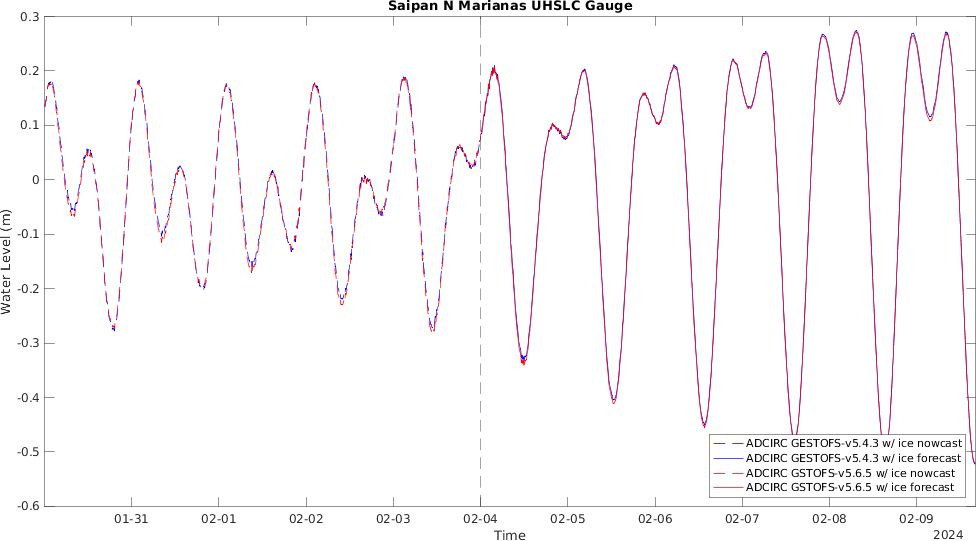 Saipan N Marianas UHSLC Gauge
0.3
0.2
0.1
0
-0.1
-0.2
-0.3
-0.4
-0.5
-0.6
Water Level (m)
ADCIRC GESTOFS-v5.4.3 w/ ice nowcast
ADCIRC GESTOFS-v5.4.3 w/ ice forecast
ADCIRC GSTOFS-v5.6.5 w/ ice nowcast
ADCIRC GSTOFS-v5.6.5 w/ ice forecast
01-31 02-01 02-02 02-03 02-04 02-05 02-06 02-07 02-08 02-09
Time
2024